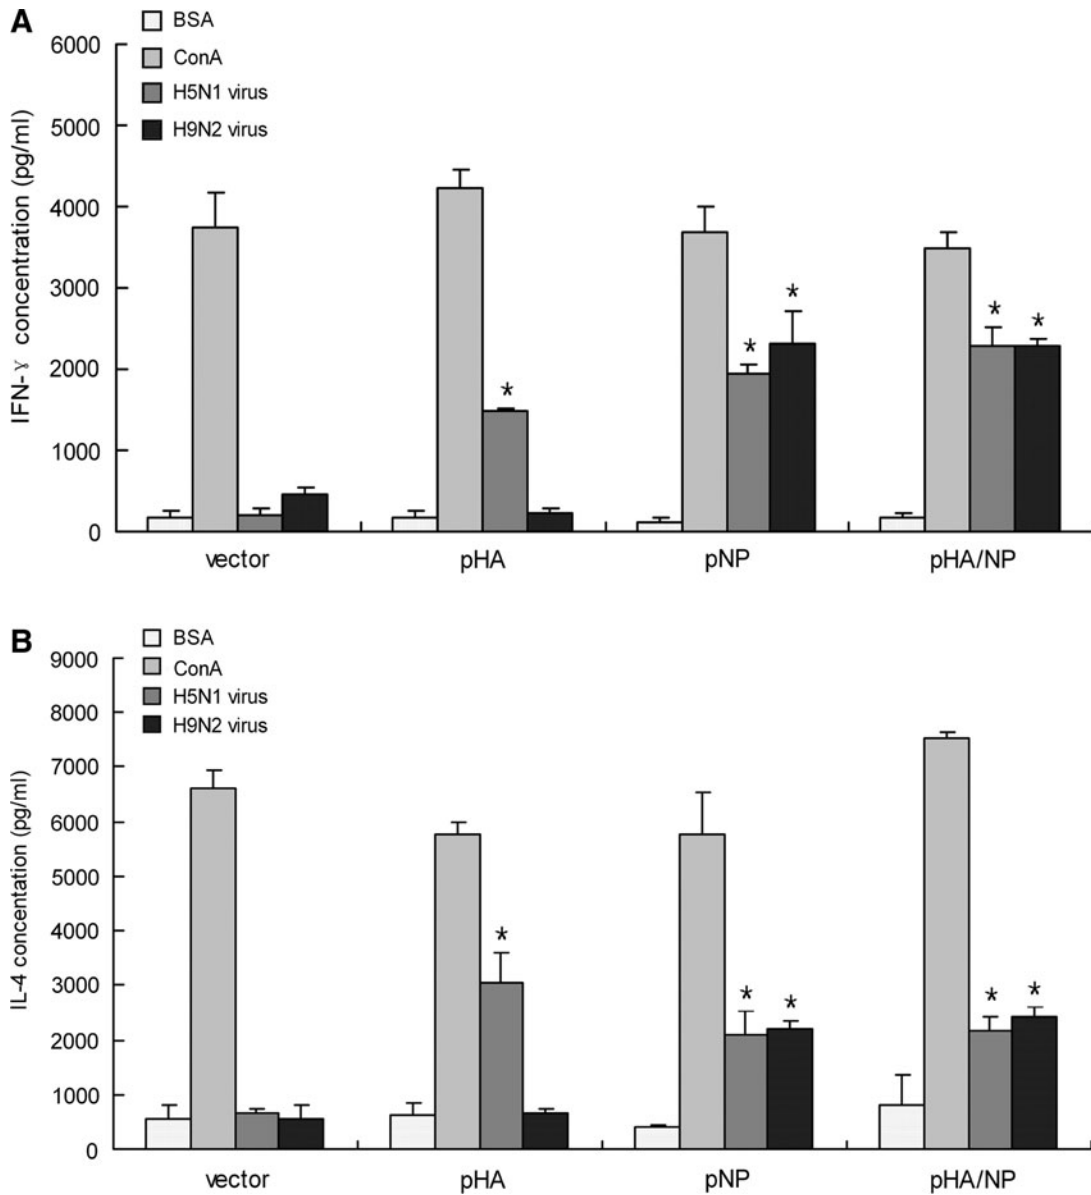 A
BSA
ConA
H5N1 virus
H9N2 virus
IFN-γ concentration (pg/ml)
6000
5000
4000
3000
2000
1000
0
*
*
*
*
*
vector
pHA
pNP
pHA/NP
B
BSA
ConA
H5N1 virus
H9N2 virus
IL-4 concentation (pg/ml)
9000
8000
7000
6000
5000
4000
3000
2000
1000
0
*
*
*
*
*
vector
pHA
pNP
pHA/NP